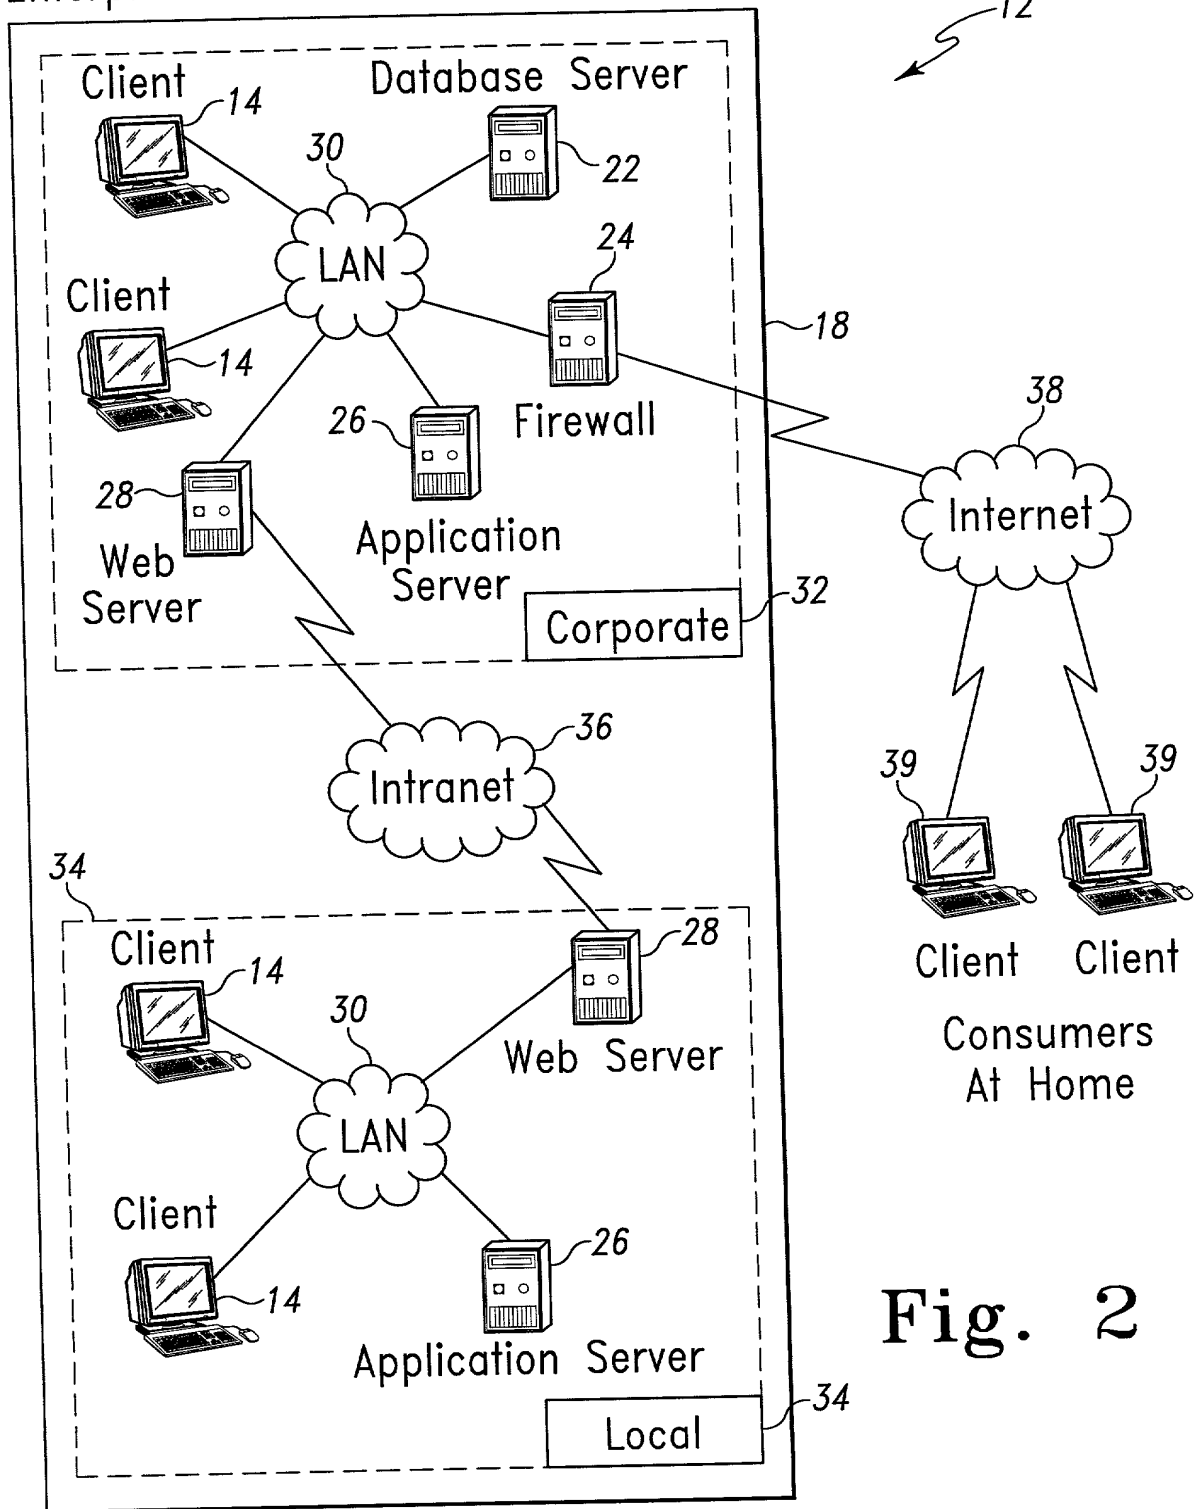 12
Client
14
Database Server
22
30
LAN
24
Client
14
18
26
Firewall
38
28
Internet
Web
Server
Application
Server
32
Corporate
36
Intranet
39
39
34
Client
14
28
Client
Client
30
Web Server
Consumers
At Home
LAN
Client
14
26
Application Server
Fig. 2
34
Local